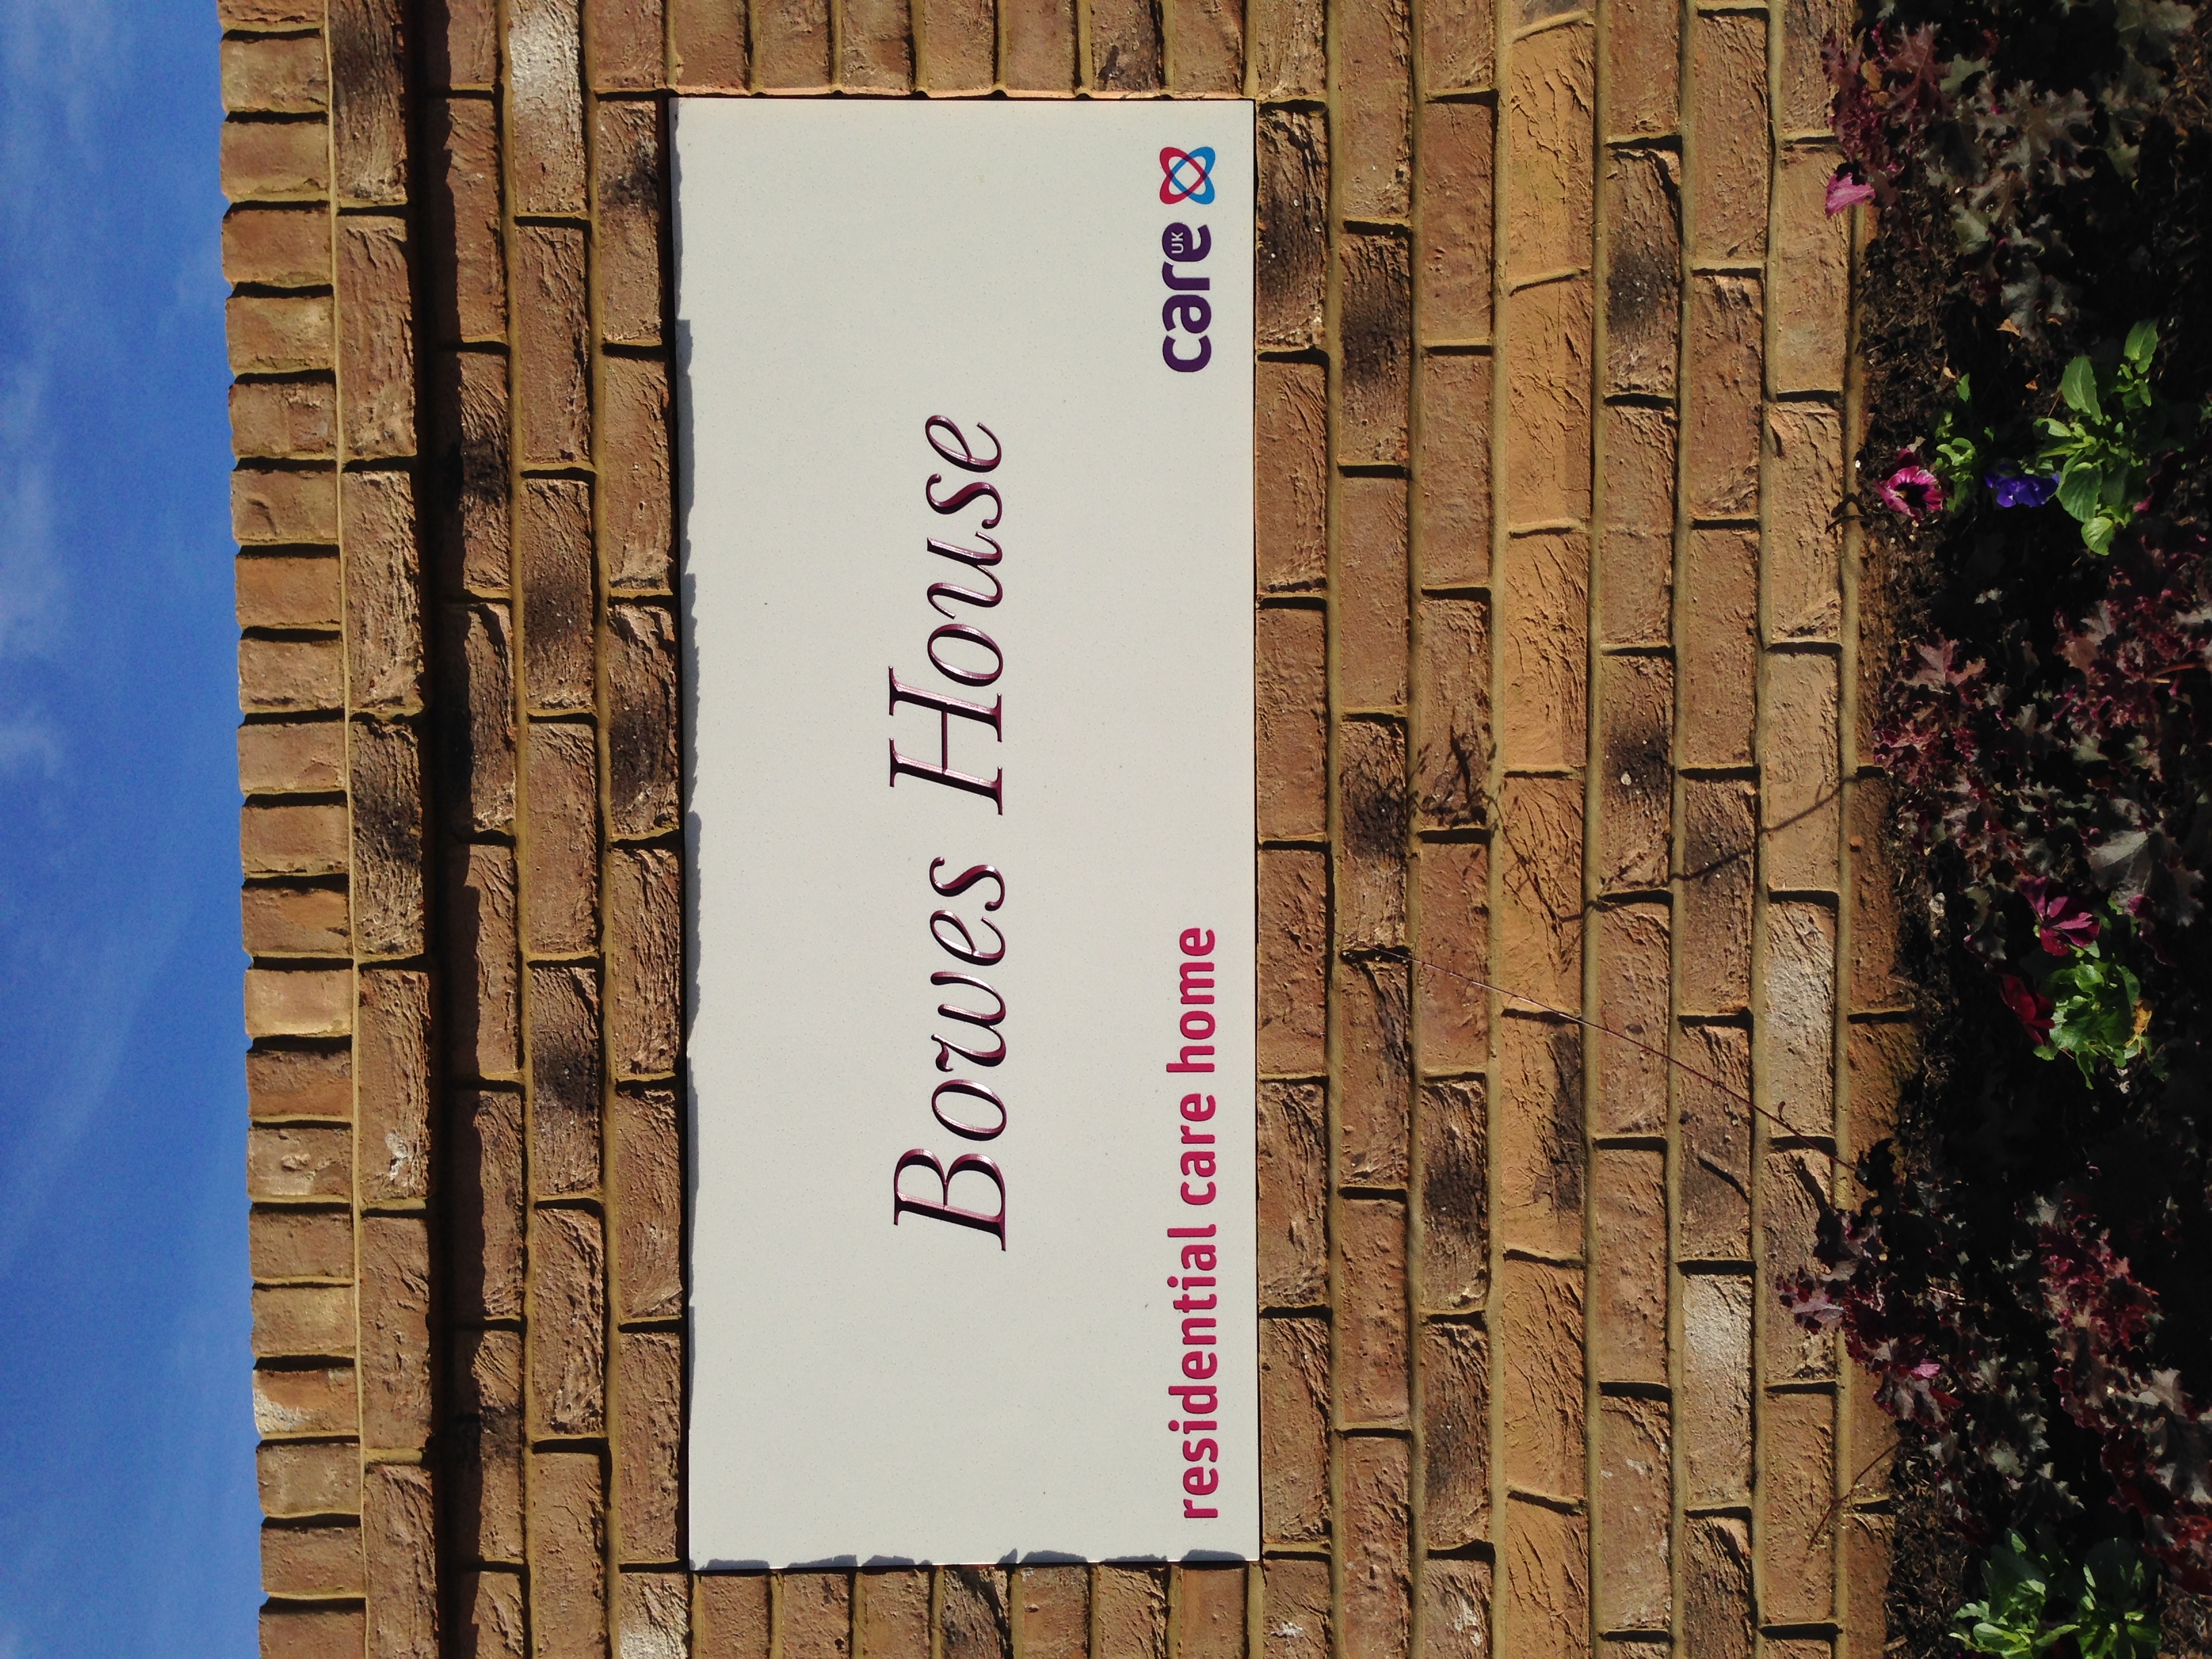 Bowes House
residential care home
care UK